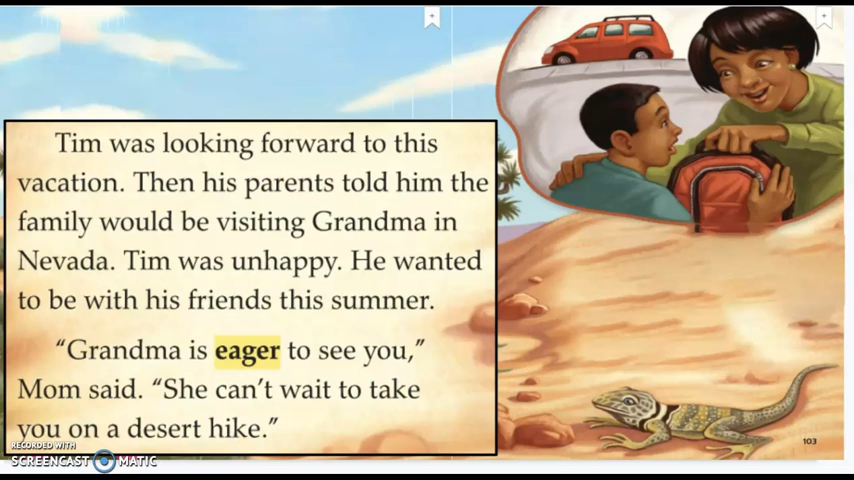 Tim was looking forward to this
vacation. Then his parents told him the
family would be visiting Grandma in
Nevada. Tim was unhappy. He wanted
to be with his friends this summer.
“Grandma is eager to see you,”
Mom said. “She can’t wait to take
you on a desert hike.”
103
RECORDED WITH
SCREENCAST MATIC